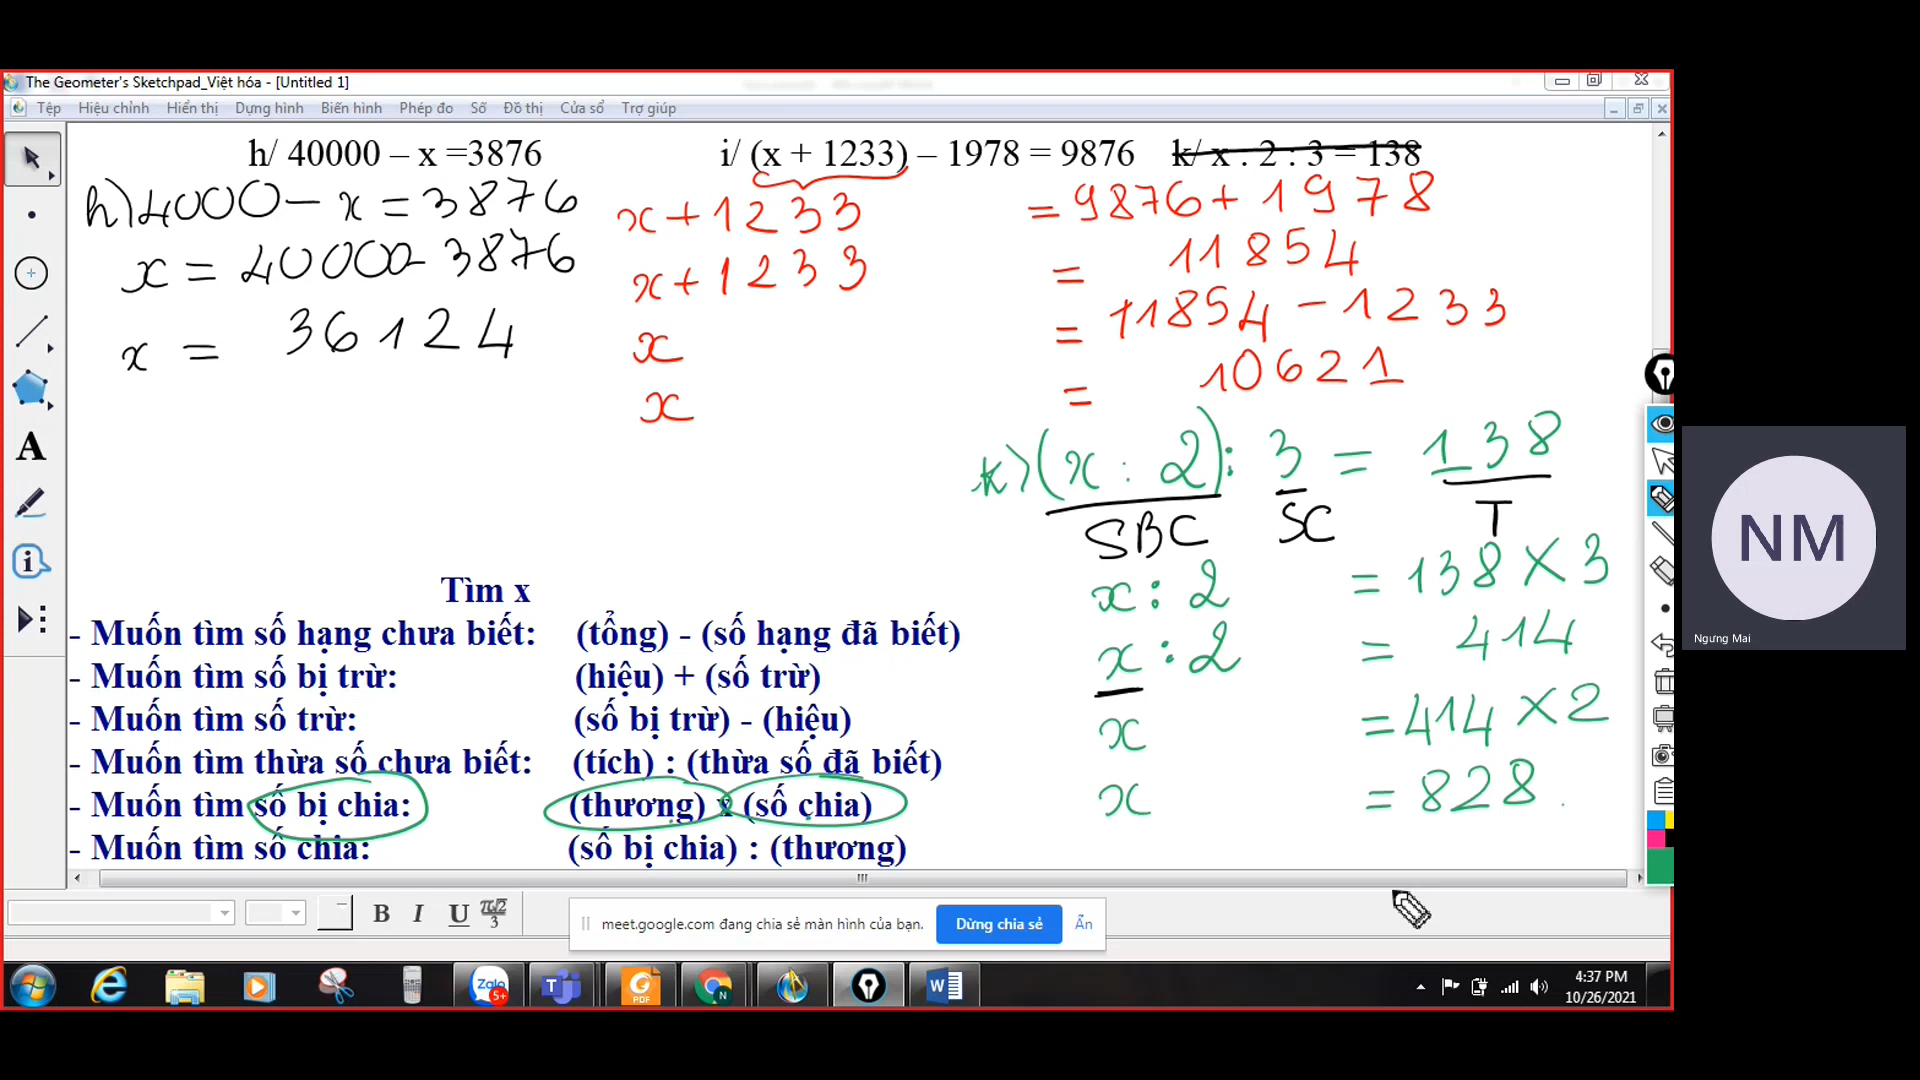 The Geometer's Sketchpad_Việt hóa - [Untitled 1]
Tệp Hiệu chỉnh Hiển thị Dựng hình Biến hình Phép đo Số Đồ thị Cửa sổ Trợ giúp
h/ 40000 – x =3876 i/ (x + 1233) – 1978 = 9876 k/ x : 2 : 3 = 138
h) 4000 – x = 3876
x = 40000 - 3876
x = 36124
x + 1233 = 9876 + 1978
x + 1233 = 11854
x = 11854 - 1233
x = 10621
k) (x : 2) : 3 = 138
SBC SC T
x : 2 = 138 x 3
x : 2 = 414
x = 414 x 2
x = 828
Tìm x
- Muốn tìm số hạng chưa biết: (tổng) - (số hạng đã biết)
- Muốn tìm số bị trừ: (hiệu) + (số trừ)
- Muốn tìm số trừ: (số bị trừ) - (hiệu)
- Muốn tìm thừa số chưa biết: (tích) : (thừa số đã biết)
- Muốn tìm số bị chia: (thương) x (số chia)
- Muốn tìm số chia: (số bị chia) : (thương)
A
B I U π√2/3
meet.google.com đang chia sẻ màn hình của bạn. Dừng chia sẻ Ẩn
Zalo 5+
PDF
N
W
4:37 PM
10/26/2021
NM
Ngưng Mai